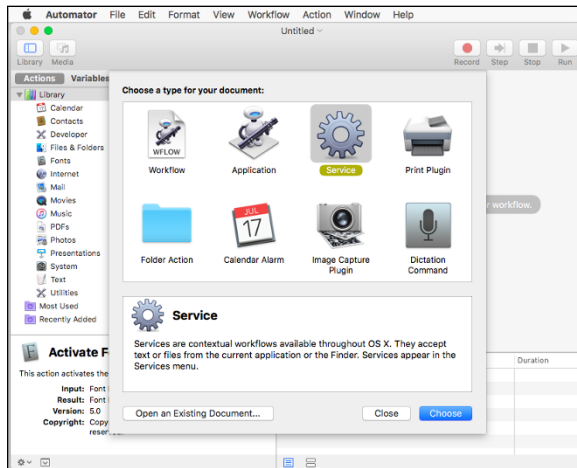 Automator File Edit Format View Workflow Action Window Help
Untitled
Library Media Record Step Stop Run
Actions Variables
Library
Calendar
Contacts
Developer
Files & Folders
Fonts
Internet
Mail
Movies
Music
PDFs
Photos
Presentations
System
Text
Utilities
Most Used
Recently Added
Choose a type for your document:
WFLOW
Workflow Application Service Print Plugin
JUL
17
Folder Action Calendar Alarm Image Capture Plugin Dictation Command
r workflow.
Service
Services are contextual workflows available throughout OS X. They accept
text or files from the current application or the Finder. Services appear in the
Services menu.
Open an Existing Document... Close Choose
Activate F
This action activates the
Input: Font
Result: Font
Version: 5.0
Copyright: Copy
Duration